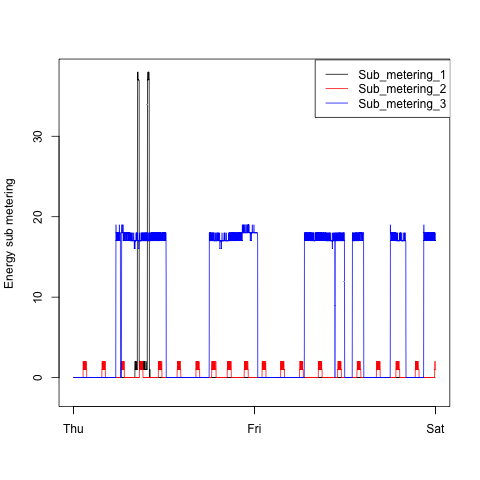 Sub_metering_1
Sub_metering_2
Sub_metering_3
Energy sub metering
30
20
10
0
Thu
Fri
Sat